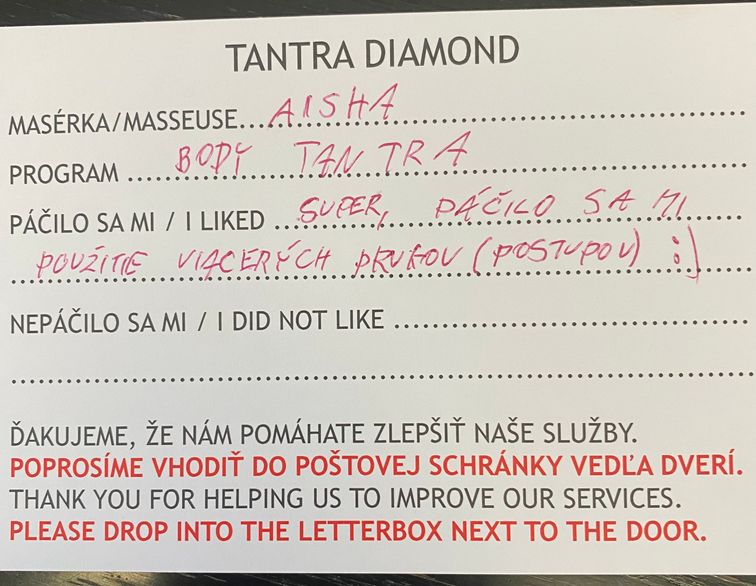 TANTRA DIAMOND
MASÉRKA/MASSEUSE...AISHA
PROGRAM ...BODY TANTRA
PÁČILO SA MI / I LIKED ...SUPER, PÁČILO SA MI
POUŽITIE VIACERÝCH DRUHOV (POSTUPOV) :)
NEPÁČILO SA MI / I DID NOT LIKE ...
ĎAKUJEME, ŽE NÁM POMÁHATE ZLEPŠIŤ NAŠE SLUŽBY.
POPROSÍME VHODIŤ DO POŠTOVEJ SCHRÁNKY VEDĽA DVERÍ.
THANK YOU FOR HELPING US TO IMPROVE OUR SERVICES.
PLEASE DROP INTO THE LETTERBOX NEXT TO THE DOOR.